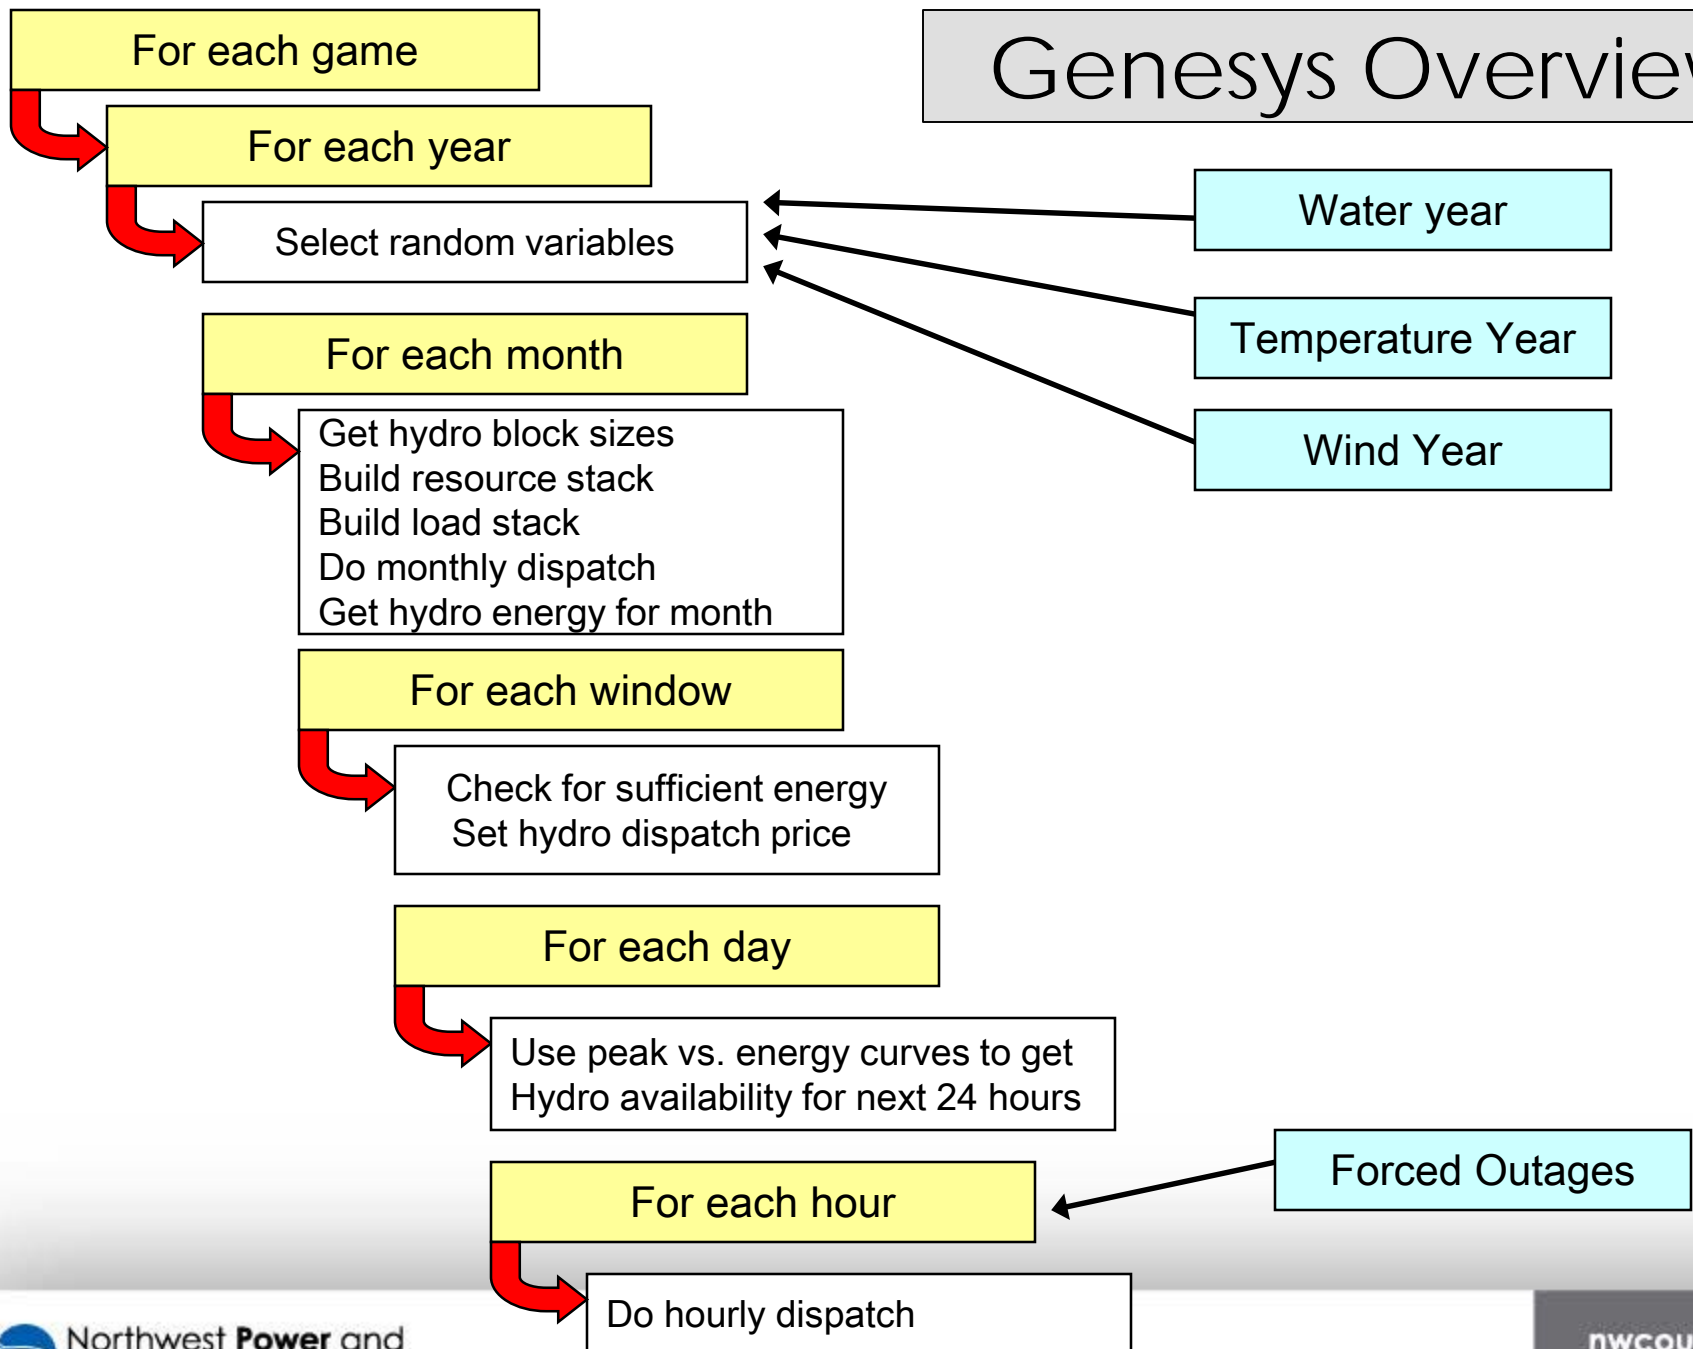 For each game
Genesys
For each year
Select random variables
Water year
Temperature Year
Wind Year
For each month
Get hydro block sizes
Build resource stack
Build load stack
Do monthly dispatch
Get hydro energy for month
For each window
Check for sufficient energy
Set hydro dispatch price
For each day
Use peak vs. energy curves to get
Hydro availability for next 24 hours
For each hour
Forced Outages
Do hourly dispatch
Northwest Power and